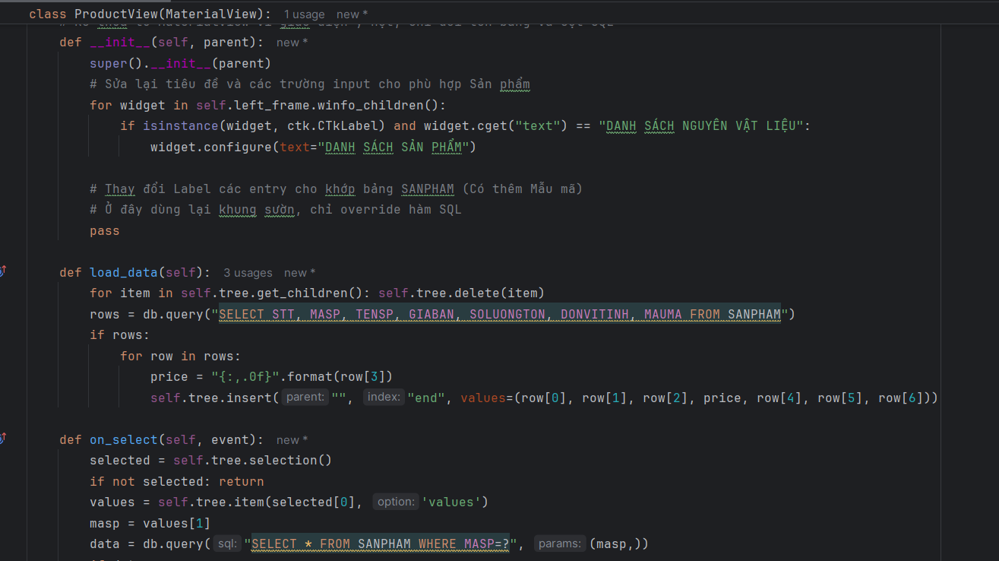 class ProductView(MaterialView): 1 usage new *
def __init__(self, parent): new *
super().__init__(parent)
# Sửa lại tiêu đề và các trường input cho phù hợp Sản phẩm
for widget in self.left_frame.winfo_children():
if isinstance(widget, ctk.CTkLabel) and widget.cget("text") == "DANH SÁCH NGUYÊN VẬT LIỆU":
widget.configure(text="DANH SÁCH SẢN PHẨM")
# Thay đổi Label các entry cho khớp bảng SANPHAM (Có thêm Mẫu mã)
# Ở đây dùng lại khung sườn, chỉ override hàm SQL
pass
def load_data(self): 3 usages new *
for item in self.tree.get_children(): self.tree.delete(item)
rows = db.query("SELECT STT, MASP, TENSP, GIABAN, SOLUONGTON, DONVITINH, MAUMA FROM SANPHAM")
if rows:
for row in rows:
price = "{:,.0f}".format(row[3])
self.tree.insert( parent: "", index: "end", values=(row[0], row[1], row[2], price, row[4], row[5], row[6]))
def on_select(self, event): new *
selected = self.tree.selection()
if not selected: return
values = self.tree.item(selected[0], option: 'values')
masp = values[1]
data = db.query( sql: "SELECT * FROM SANPHAM WHERE MASP=?", params: (masp,))